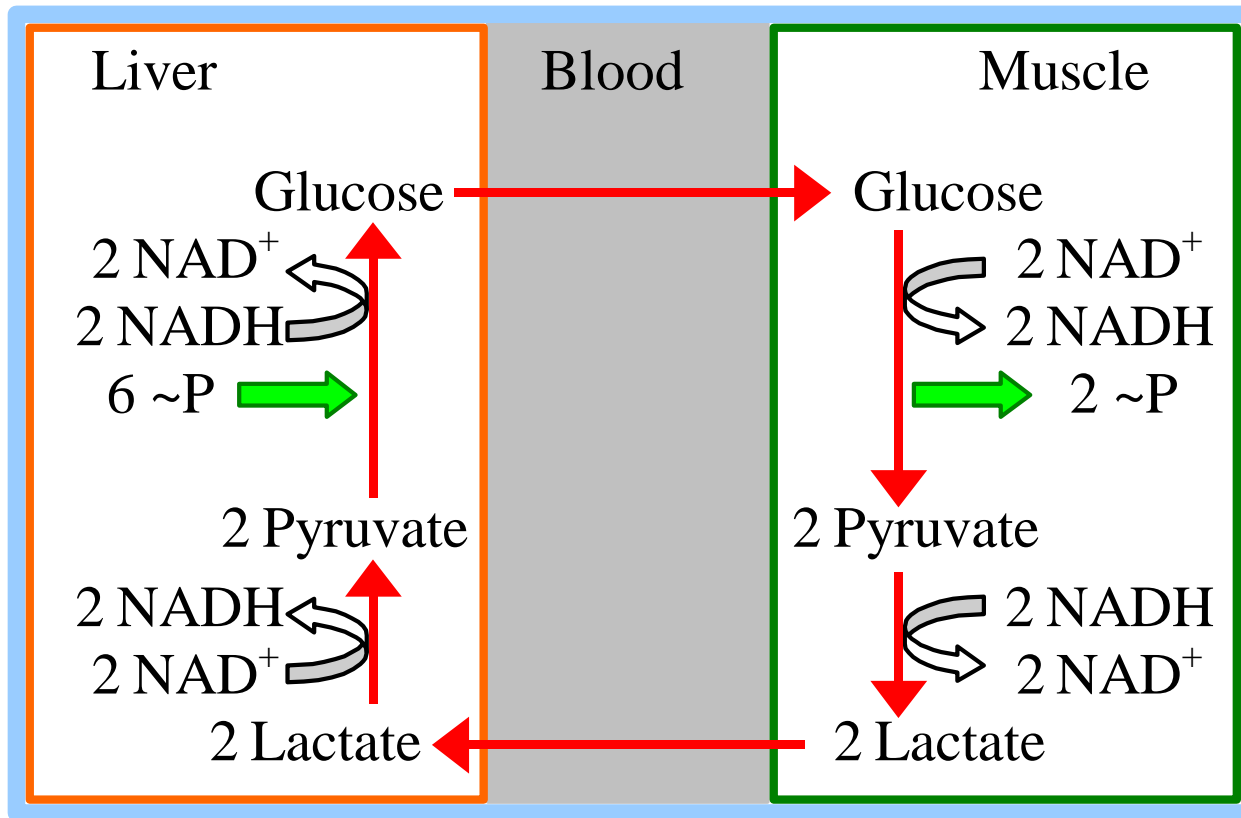 Liver Blood Muscle
Glucose Glucose
2 NAD⁺ 2 NAD⁺
2 NADH 2 NADH
6 ~P 2 ~P
2 Pyruvate 2 Pyruvate
2 NADH 2 NADH
2 NAD⁺ 2 NAD⁺
2 Lactate 2 Lactate